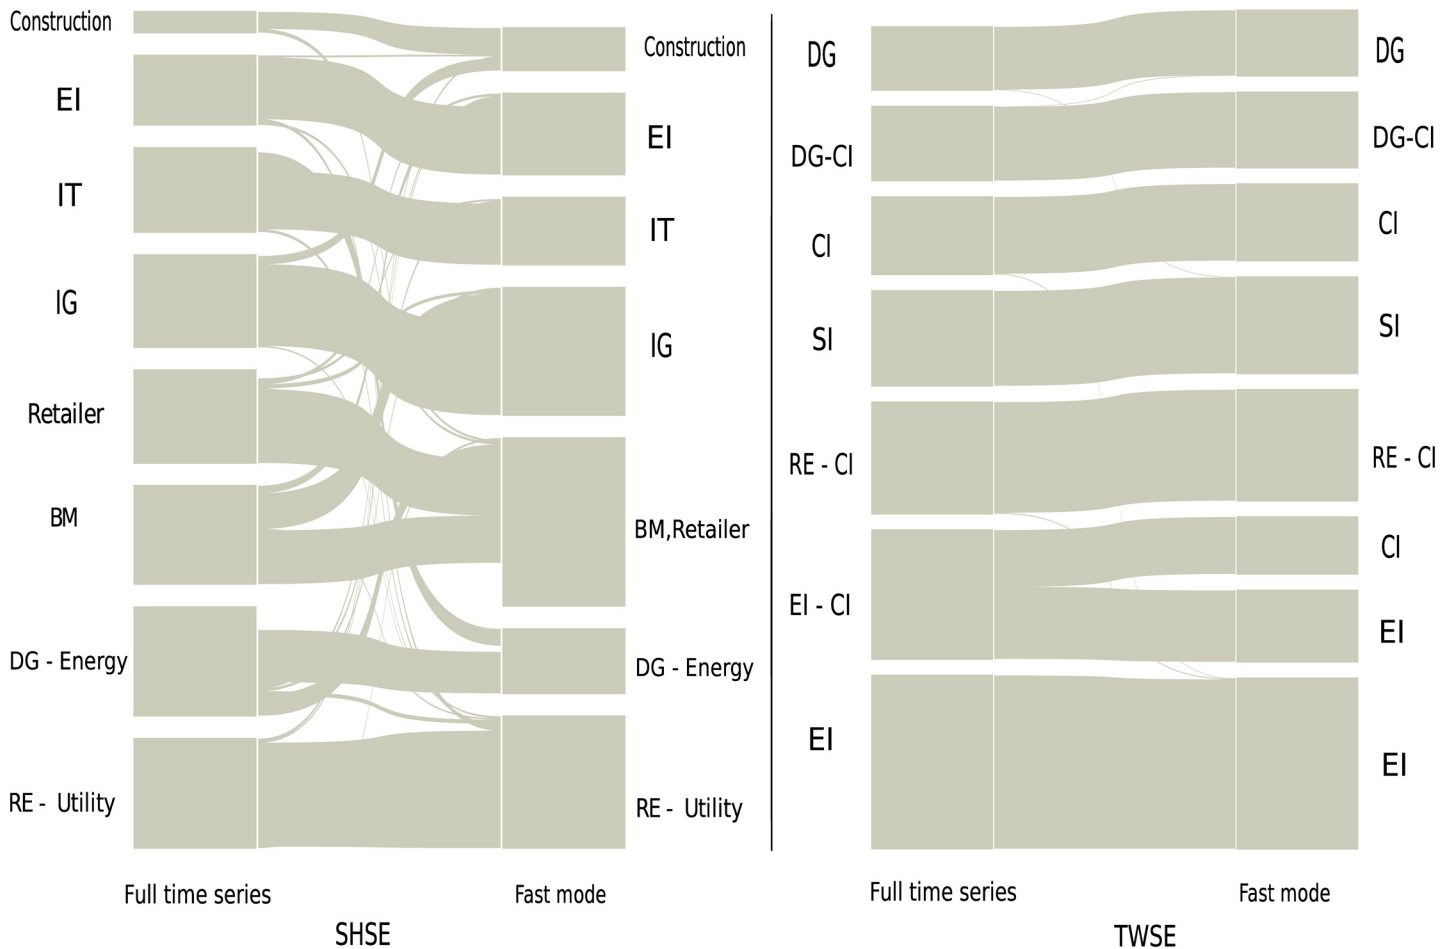 Construction
EI
IT
IG
Retailer
BM
DG - Energy
RE - Utility
Construction
EI
IT
IG
BM,Retailer
DG - Energy
RE - Utility
Full time series
Fast mode
SHSE
DG
DG-CI
CI
SI
RE - CI
EI - CI
EI
DG
DG-CI
CI
SI
RE - CI
CI
EI
EI
Full time series
Fast mode
TWSE